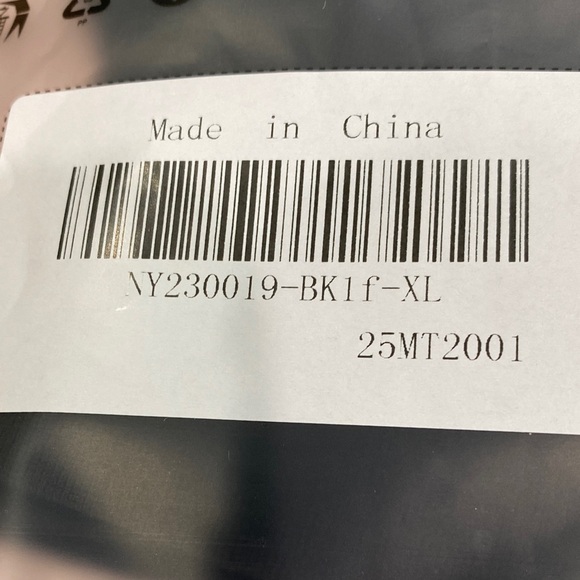 Made in China
NY230019-BK1f-XL
25MT2001